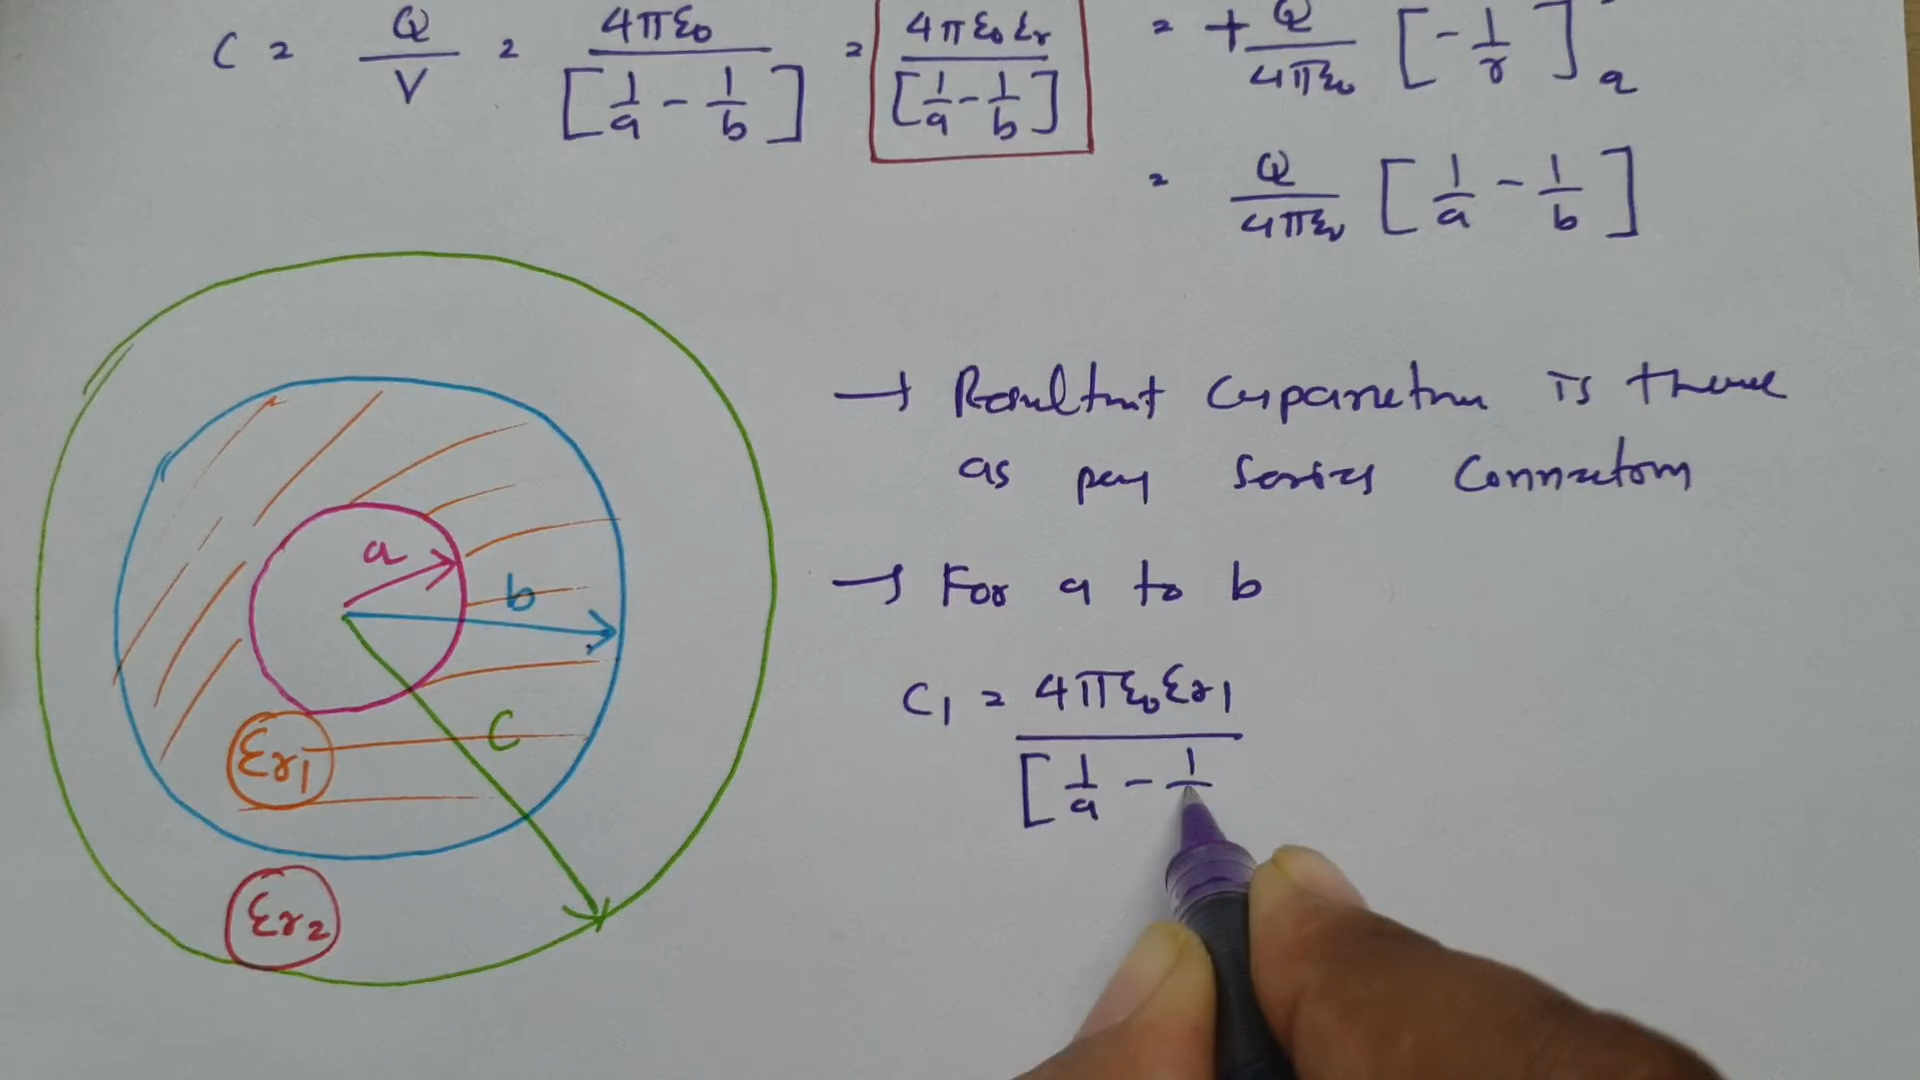 C = Q/V = 4πε₀/[1/a - 1/b] = 4πε₀εr/[1/a - 1/b]
= + Q/4πε₀ [-1/r] a
= Q/4πε₀ [1/a - 1/b]
→ Resultant Capacitance is there
as per Series Connection
→ For a to b
C1 = 4πε₀εr1
[1/a - 1/
a
b
C
εr1
εr2